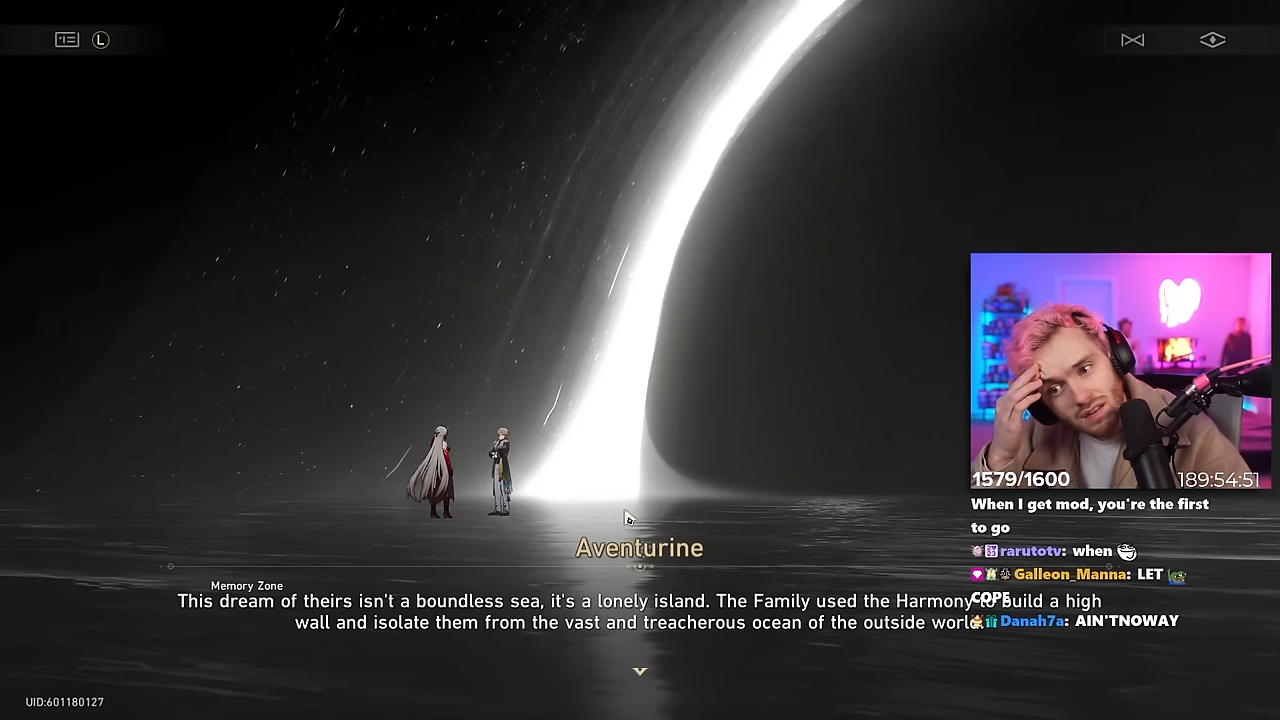 L
1579/1600
189:54:51
When I get mod, you're the first
to go
rarutotv: when
Galleon_Manna: LET
COPE
Danah7a: AIN'TNOWAY
Aventurine
Memory Zone
This dream of theirs isn't a boundless sea, it's a lonely island. The Family used the Harmony to build a high
wall and isolate them from the vast and treacherous ocean of the outside world.
UID:601180127